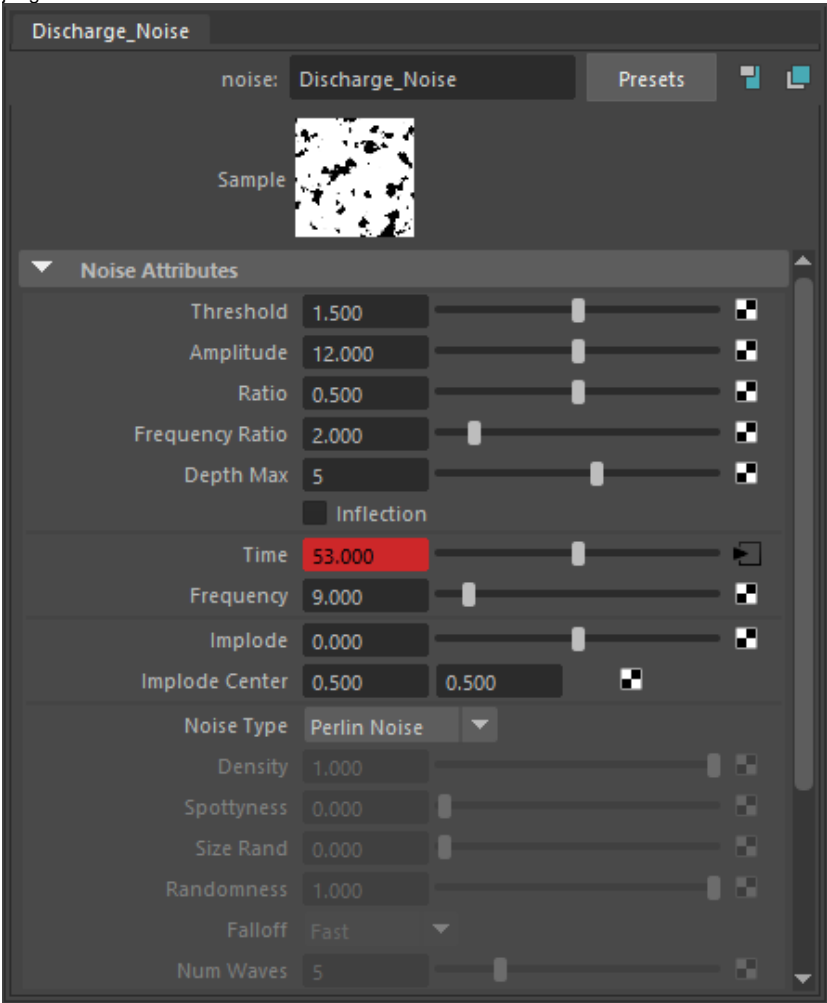 Discharge_Noise
noise: Discharge_Noise Presets
Sample
Noise Attributes
Threshold 1.500
Amplitude 12.000
Ratio 0.500
Frequency Ratio 2.000
Depth Max 5
Inflection
Time 53.000
Frequency 9.000
Implode 0.000
Implode Center 0.500 0.500
Noise Type Perlin Noise
Density 1.000
Spottyness 0.000
Size Rand 0.000
Randomness 1.000
Falloff Fast
Num Waves 5